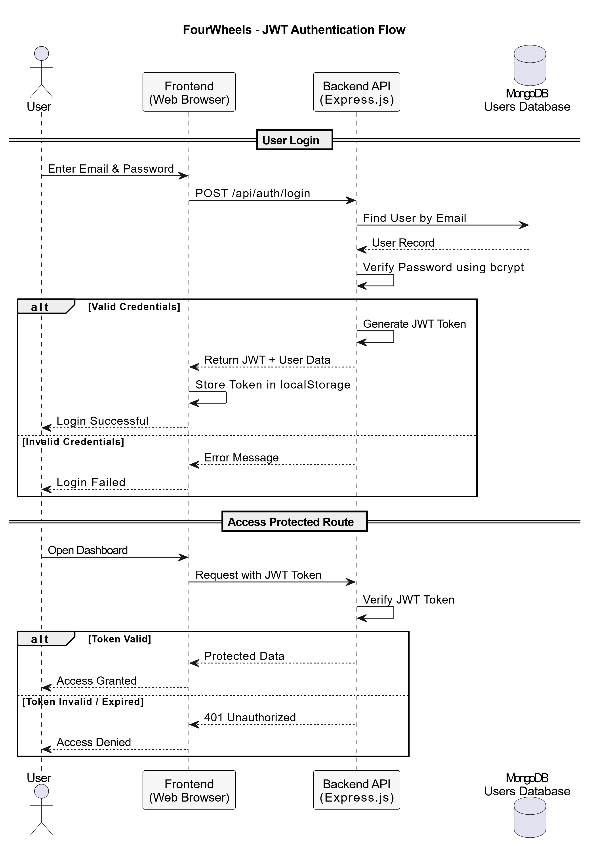 FourWheels - JWT Authentication Flow
User
Frontend
(Web Browser)
Backend API
(Express.js)
MongoDB
Users Database
User Login
Enter Email & Password
POST /api/auth/login
Find User by Email
User Record
Verify Password using bcrypt
alt [Valid Credentials]
Generate JWT Token
Return JWT + User Data
Store Token in localStorage
Login Successful
[Invalid Credentials]
Error Message
Login Failed
Access Protected Route
Open Dashboard
Request with JWT Token
Verify JWT Token
alt [Token Valid]
Protected Data
Access Granted
[Token Invalid / Expired]
401 Unauthorized
Access Denied
User
Frontend
(Web Browser)
Backend API
(Express.js)
MongoDB
Users Database